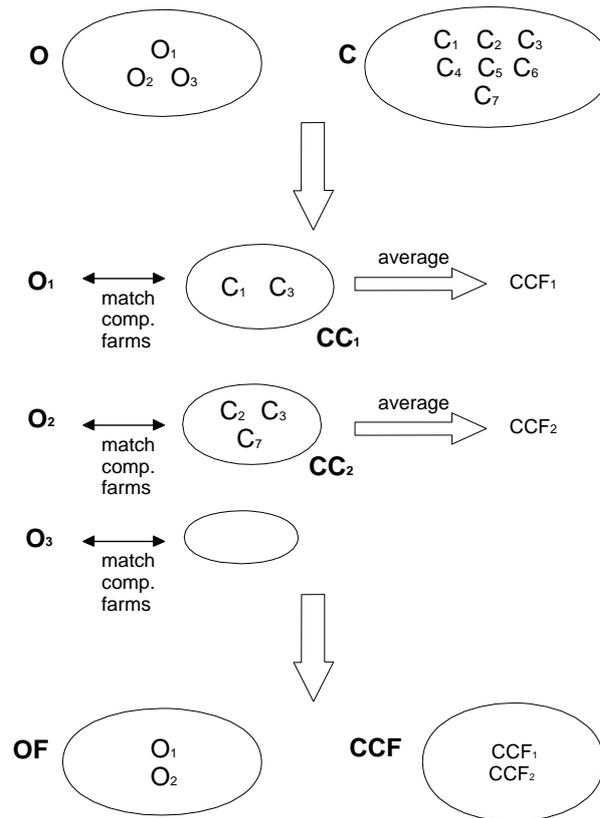 O
O₁
O₂ O₃
C
C₁ C₂ C₃
C₄ C₅ C₆
C₇
O₁
match
comp.
farms
C₁ C₃
CC₁
average
CCF₁
O₂
match
comp.
farms
C₂ C₃
C₇
CC₂
average
CCF₂
O₃
match
comp.
farms
OF
O₁
O₂
CCF
CCF₁
CCF₂